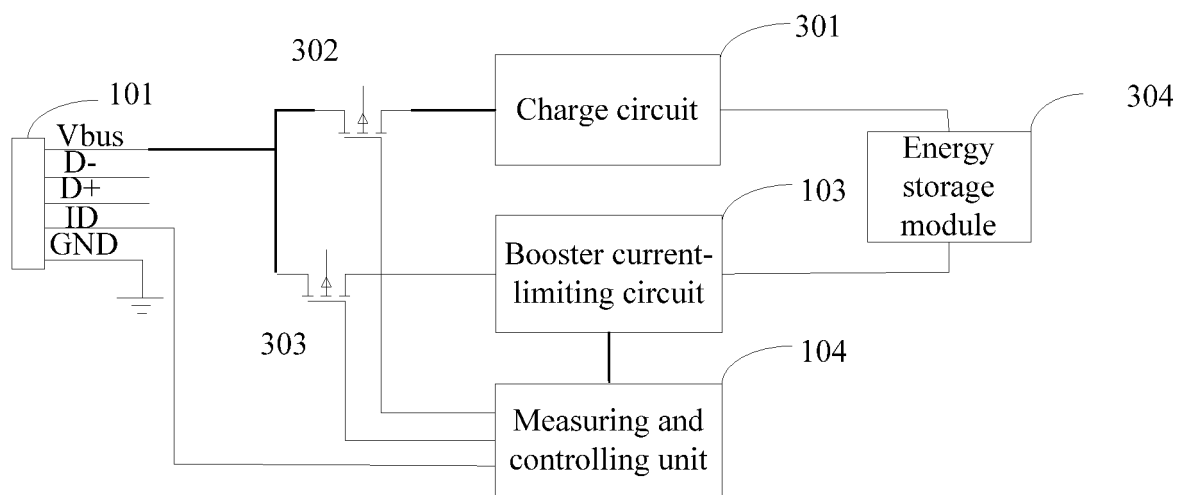 301
302
Charge circuit
101
304
Vbus
D-
D+
ID
GND
Energy
storage
module
103
Booster current-
limiting circuit
303
104
Measuring and
controlling unit